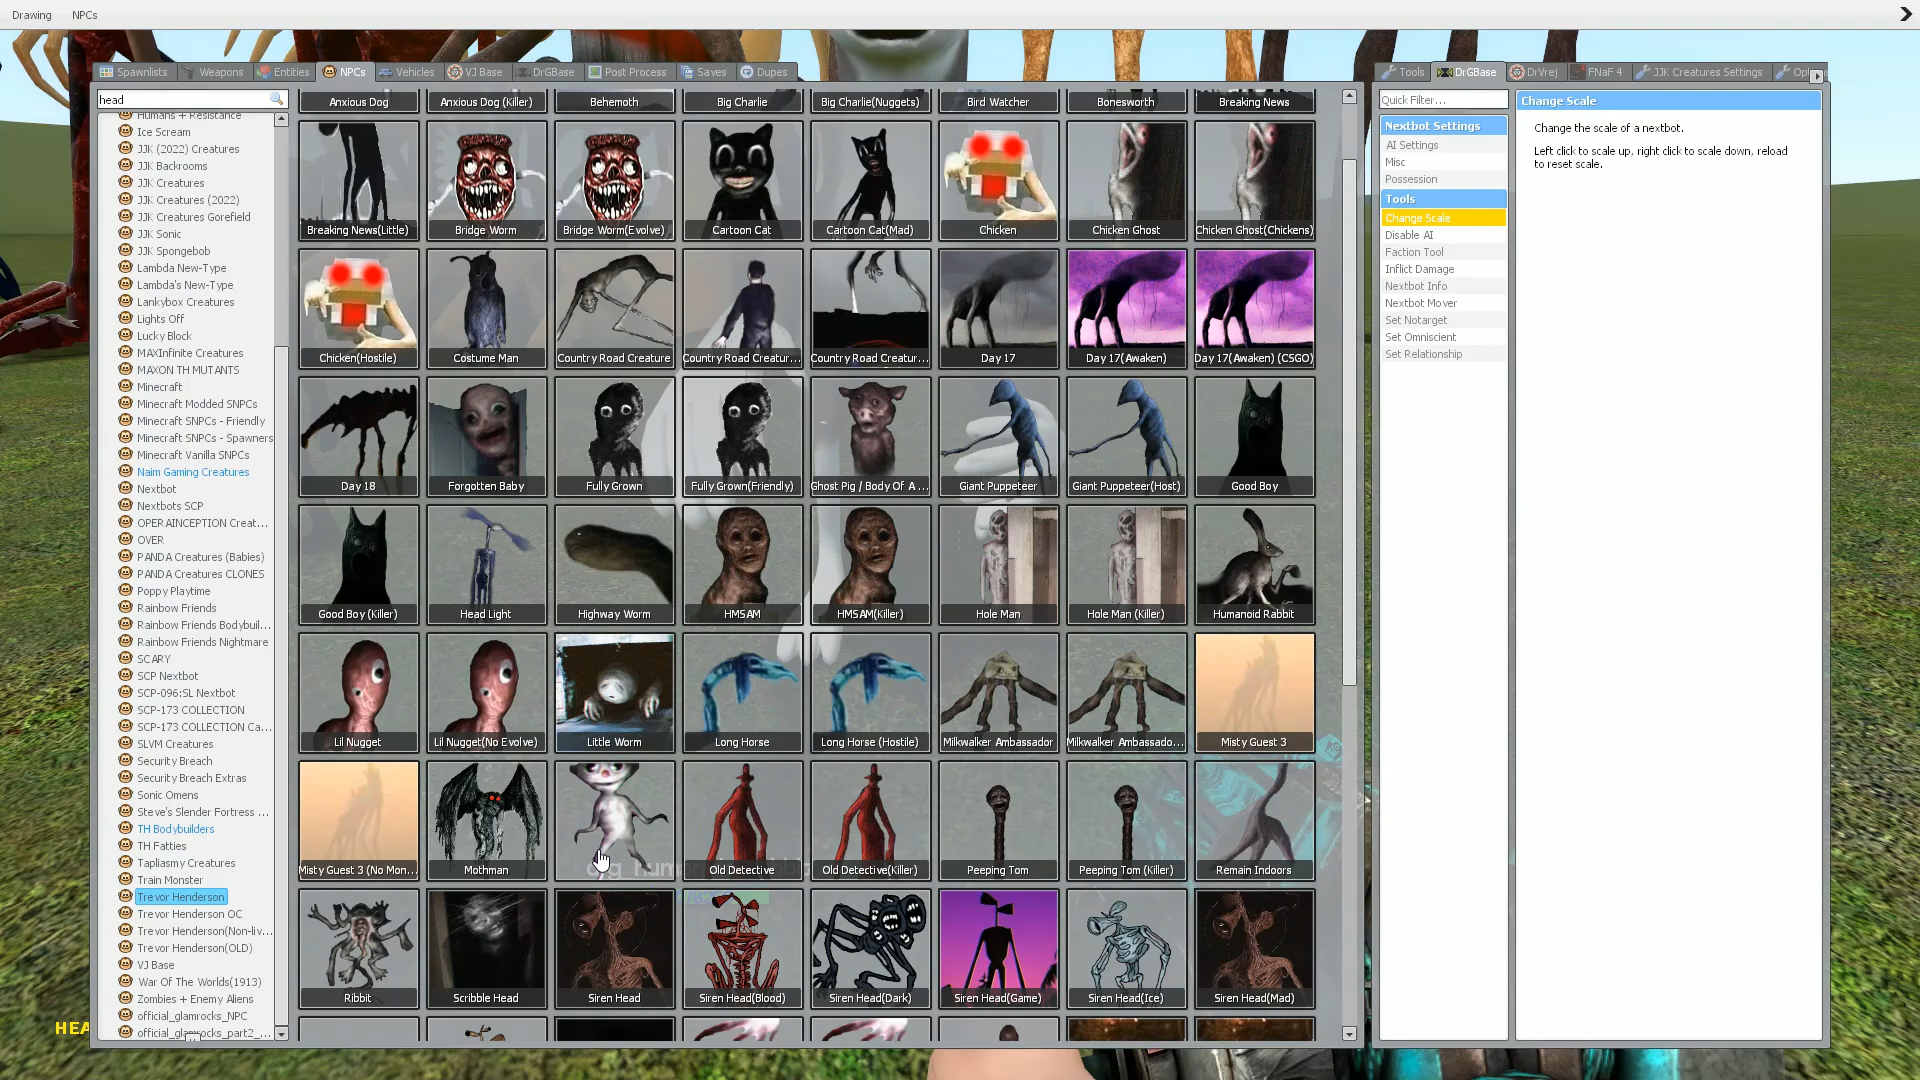 Drawing NPCs
Spawnlists Weapons Entities NPCs Vehicles VJ Base DrGBase Post Process Saves Dupes
Tools DrGBase DrVrej FNaF 4 JJK Creatures Settings
head
Humans + Resistance
Ice Scream
JJK (2022) Creatures
JJK Backrooms
JJK Creatures
JJK Creatures (2022)
JJK Creatures Gorefield
JJK Sonic
JJK Spongebob
Lambda New-Type
Lambda's New-Type
Lankybox Creatures
Lights Off
Lucky Block
MAXInfinite Creatures
MAXON TH MUTANTS
Minecraft
Minecraft Modded SNPCs
Minecraft SNPCs - Friendly
Minecraft SNPCs - Spawners
Minecraft Vanilla SNPCs
Naim Gaming Creatures
Nextbot
Nextbots SCP
OPERAINCEPTION Creat...
OVER
PANDA Creatures (Babies)
PANDA Creatures CLONES
Poppy Playtime
Rainbow Friends
Rainbow Friends Bodybuil...
Rainbow Friends Nightmare
SCARY
SCP Nextbot
SCP-096:SL Nextbot
SCP-173 COLLECTION
SCP-173 COLLECTION Ca...
SLVM Creatures
Security Breach
Security Breach Extras
Sonic Omens
Steve's Slender Fortress ...
TH Bodybuilders
TH Fatties
Tapliasmy Creatures
Train Monster
Trevor Henderson
Trevor Henderson OC
Trevor Henderson(Non-liv...
Trevor Henderson(OLD)
VJ Base
War Of The Worlds(1913)
Zombies + Enemy Aliens
official_glamrocks_NPC
official_glamrocks_part2_...
HEA
Anxious Dog Anxious Dog (Killer) Behemoth Big Charlie Big Charlie(Nuggets) Bird Watcher Bonesworth Breaking News
Breaking News(Little) Bridge Worm Bridge Worm(Evolve) Cartoon Cat Cartoon Cat(Mad) Chicken Chicken Ghost Chicken Ghost(Chickens)
Chicken(Hostile) Costume Man Country Road Creature Country Road Creatur... Country Road Creatur... Day 17 Day 17(Awaken) Day 17(Awaken) (CSGO)
Day 18 Forgotten Baby Fully Grown Fully Grown(Friendly) Ghost Pig / Body Of A ... Giant Puppeteer Giant Puppeteer(Host) Good Boy
Good Boy (Killer) Head Light Highway Worm HMSAM HMSAM(Killer) Hole Man Hole Man (Killer) Humanoid Rabbit
Lil Nugget Lil Nugget(No Evolve) Little Worm Long Horse Long Horse (Hostile) Milkwalker Ambassador Milkwalker Ambassado... Misty Guest 3
Misty Guest 3 (No Mon... Mothman Old Detective Old Detective(Killer) Peeping Tom Peeping Tom (Killer) Remain Indoors
Ribbit Scribble Head Siren Head Siren Head(Blood) Siren Head(Dark) Siren Head(Game) Siren Head(Ice) Siren Head(Mad)
Quick Filter...
Nextbot Settings
AI Settings
Misc
Possession
Tools
Change Scale
Disable AI
Faction Tool
Inflict Damage
Nextbot Info
Nextbot Mover
Set Notarget
Set Omniscient
Set Relationship
Change Scale
Change the scale of a nextbot.
Left click to scale up, right click to scale down, reload
to reset scale.